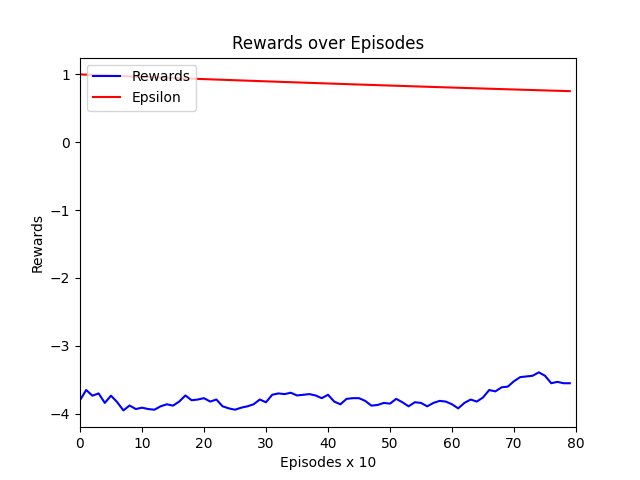 Rewards over Episodes
Rewards
Epsilon
1
0
−1
−2
−3
−4
Rewards
0 10 20 30 40 50 60 70 80
Episodes x 10